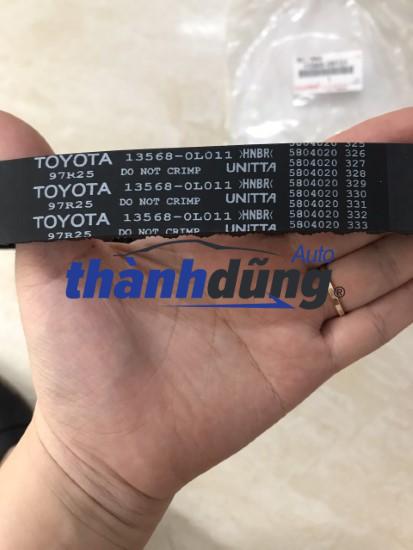 5804020 325
TOYOTA 13568-0L011 >HNBR< 5804020 326
97R25 DO NOT CRIMP UNITTA 5804020 327
5804020 328
TOYOTA 13568-0L011 >HNBR< 5804020 329
97R25 DO NOT CRIMP UNITTA 5804020 330
5804020 331
TOYOTA 13568-0L011 >HNBR< 5804020 332
97R25 DO NOT CRIMP UNITTA 5804020 333
Auto
thànhdũng®